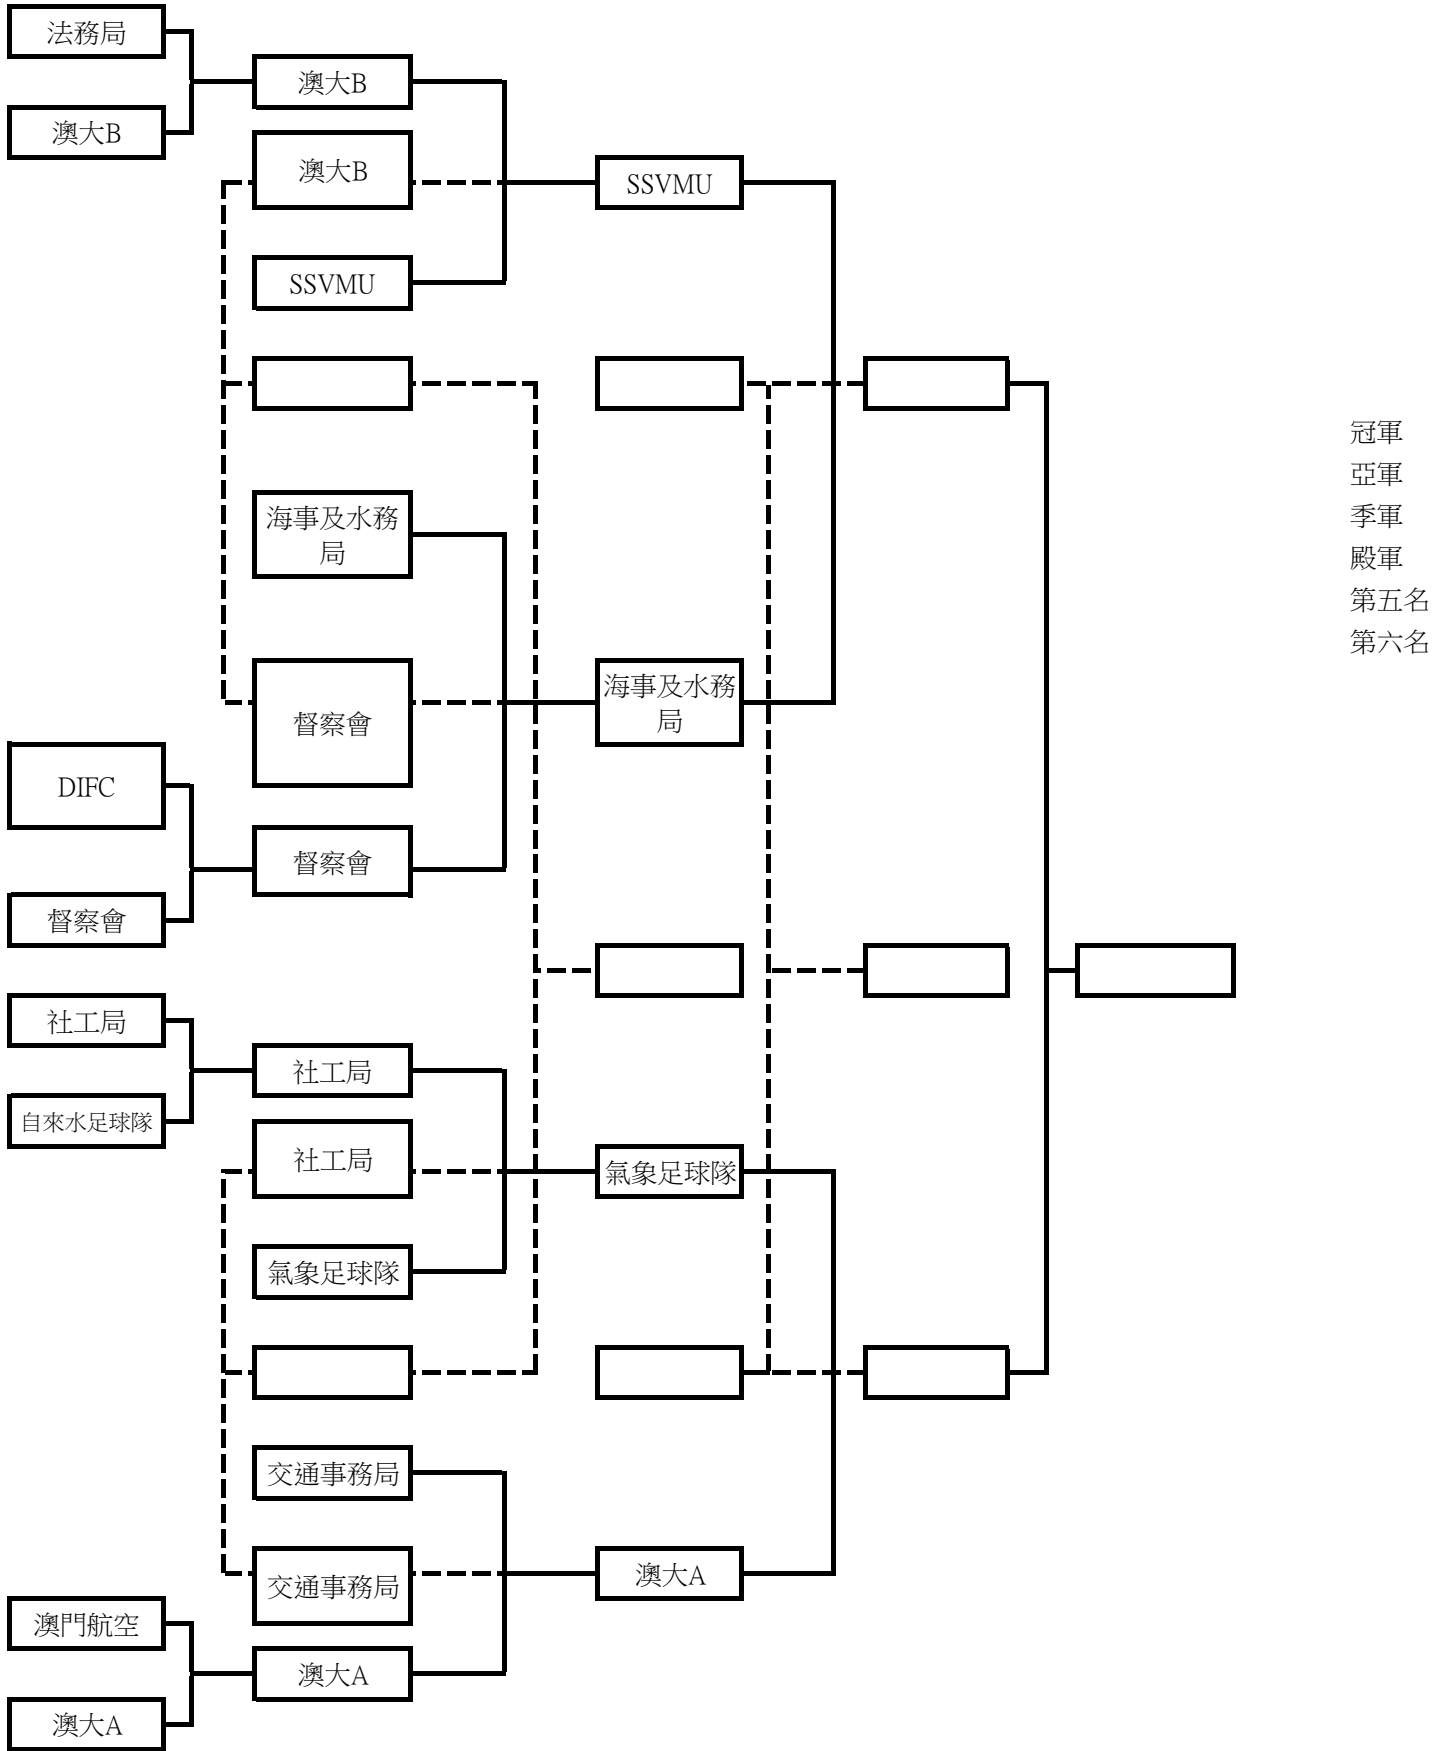 法務局
澳大B
澳大B
澳大B
SSVMU
SSVMU
冠軍
亞軍
季軍
殿軍
第五名
第六名
海事及水務
局
海事及水務
局
督察會
DIFC
督察會
督察會
社工局
社工局
自來水足球隊
社工局
氣象足球隊
氣象足球隊
交通事務局
交通事務局
澳大A
澳門航空
澳大A
澳大A